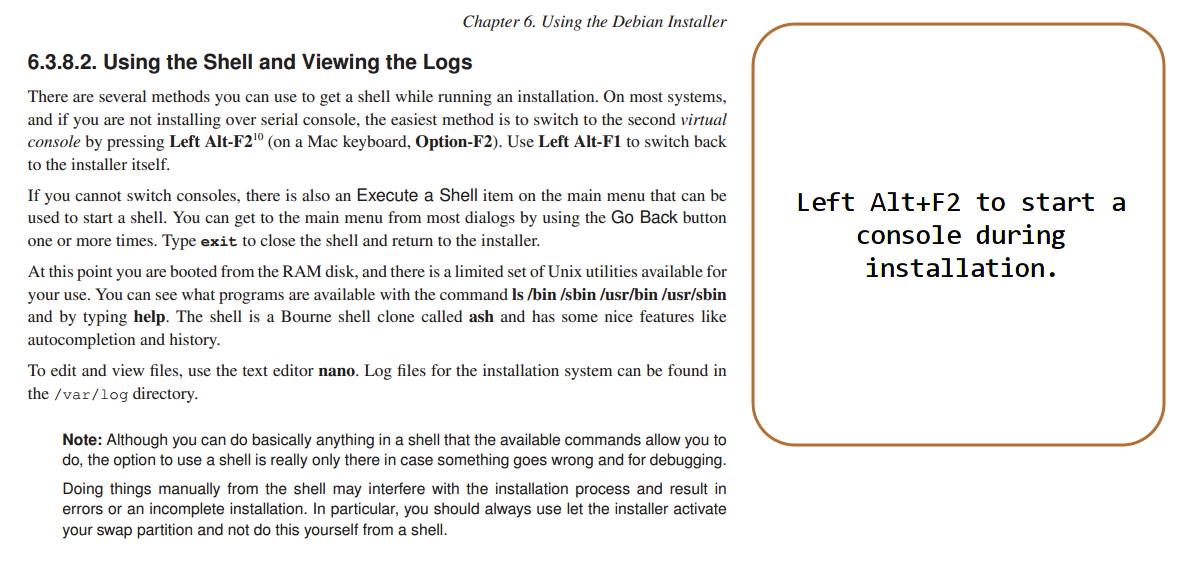 Chapter 6. Using the Debian Installer
6.3.8.2. Using the Shell and Viewing the Logs
There are several methods you can use to get a shell while running an installation. On most systems,
and if you are not installing over serial console, the easiest method is to switch to the second virtual
console by pressing Left Alt-F2¹⁰ (on a Mac keyboard, Option-F2). Use Left Alt-F1 to switch back
to the installer itself.
If you cannot switch consoles, there is also an Execute a Shell item on the main menu that can be
used to start a shell. You can get to the main menu from most dialogs by using the Go Back button
one or more times. Type exit to close the shell and return to the installer.
At this point you are booted from the RAM disk, and there is a limited set of Unix utilities available for
your use. You can see what programs are available with the command ls /bin /sbin /usr/bin /usr/sbin
and by typing help. The shell is a Bourne shell clone called ash and has some nice features like
autocompletion and history.
To edit and view files, use the text editor nano. Log files for the installation system can be found in
the /var/log directory.
Note: Although you can do basically anything in a shell that the available commands allow you to
do, the option to use a shell is really only there in case something goes wrong and for debugging.
Doing things manually from the shell may interfere with the installation process and result in
errors or an incomplete installation. In particular, you should always use let the installer activate
your swap partition and not do this yourself from a shell.
Left Alt+F2 to start a
console during
installation.